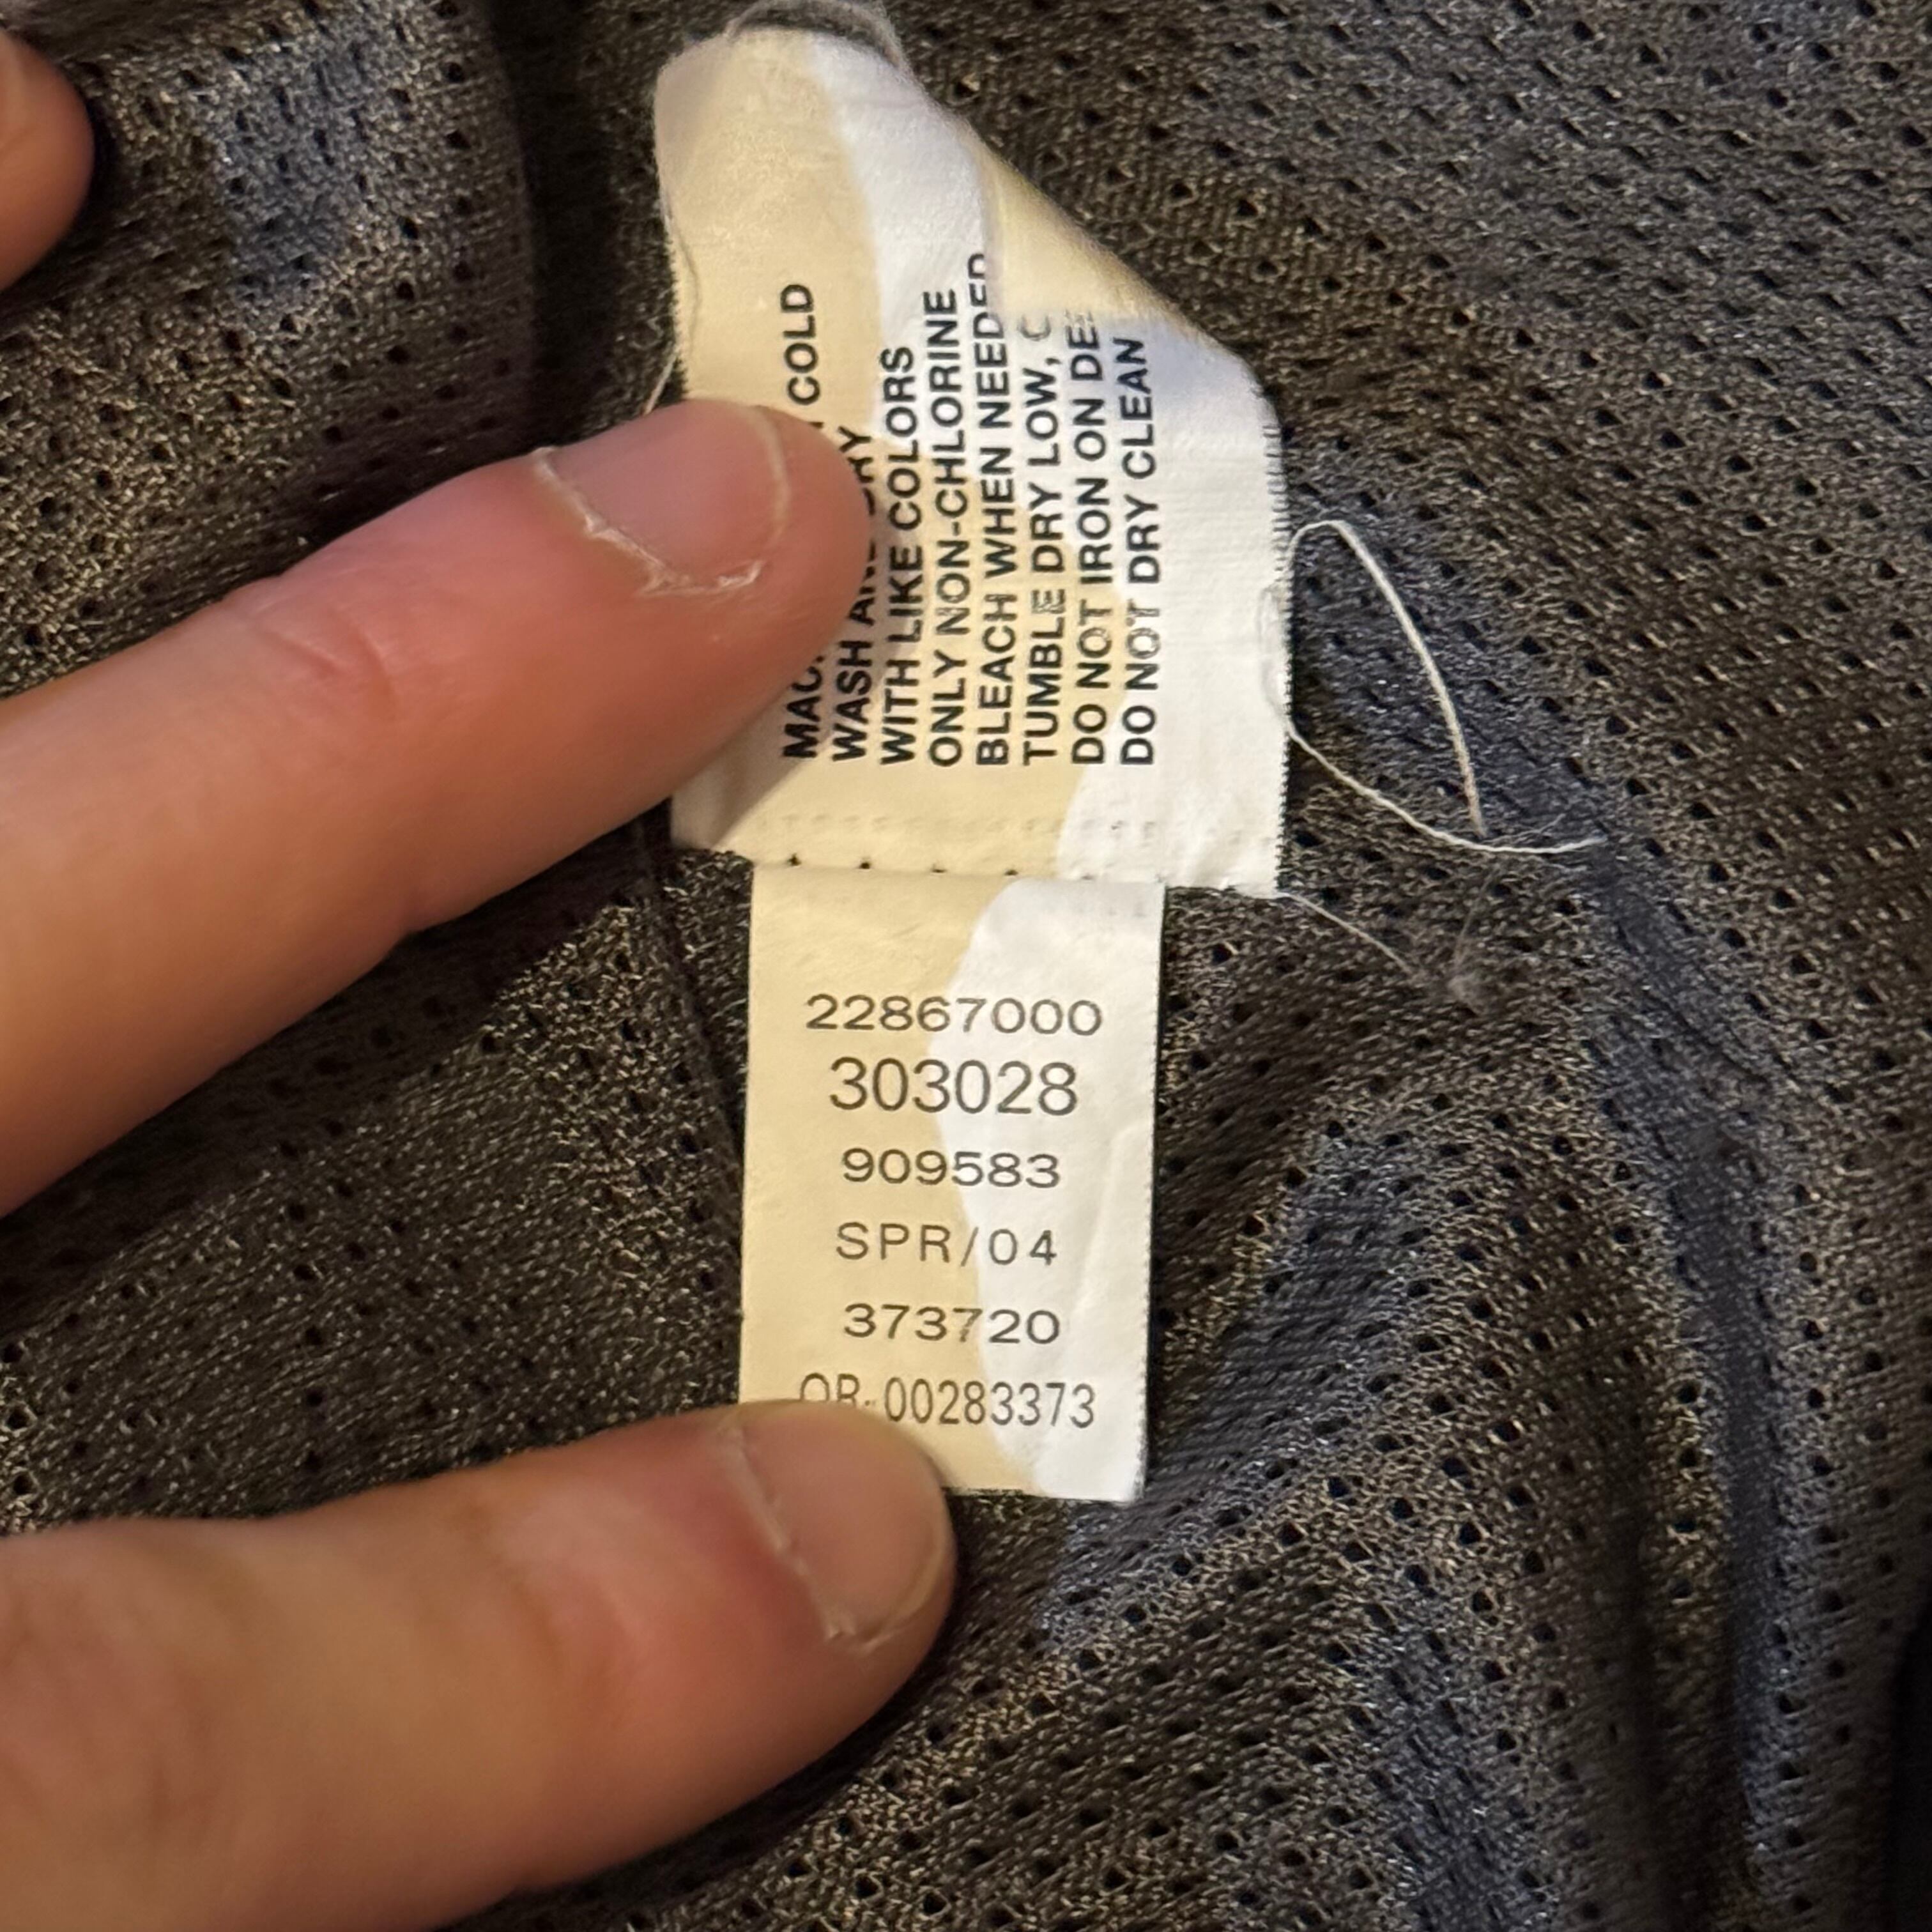 COLD
WASH DRY
WITH LIKE COLORS
ONLY NON-CHLORINE
BLEACH WHEN NEEDED
TUMBLE DRY LOW,
DO NOT IRON ON
DO NOT DRY CLEAN
22867000
303028
909583
SPR/04
373720
00283373